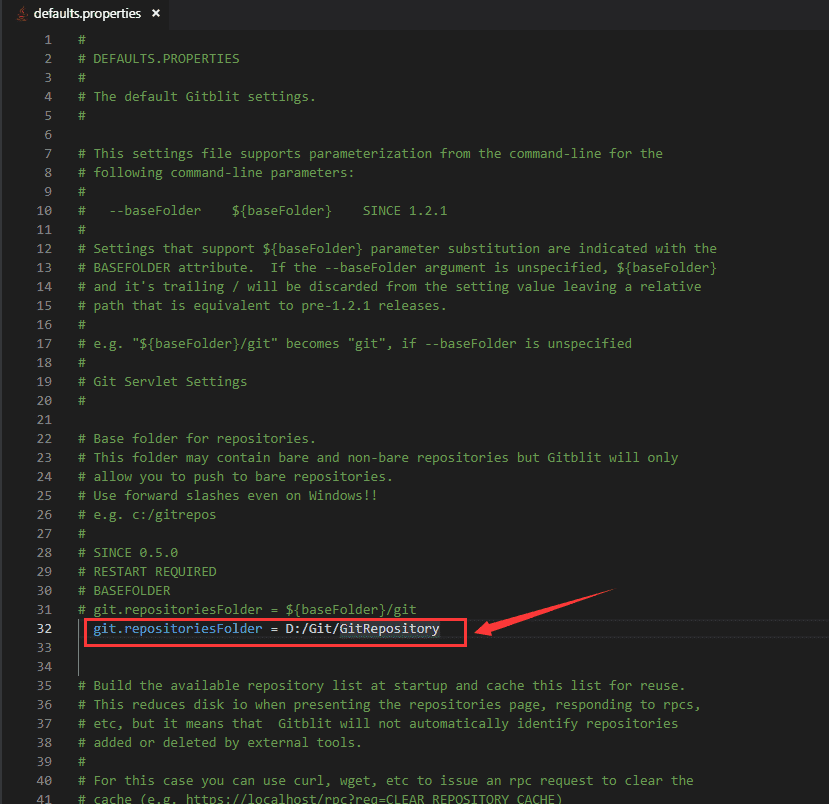 defaults.properties ×
1 #
2 # DEFAULTS.PROPERTIES
3 #
4 # The default Gitblit settings.
5 #
6
7 # This settings file supports parameterization from the command-line for the
8 # following command-line parameters:
9 #
10 #   --baseFolder    ${baseFolder}    SINCE 1.2.1
11 #
12 # Settings that support ${baseFolder} parameter substitution are indicated with the
13 # BASEFOLDER attribute.  If the --baseFolder argument is unspecified, ${baseFolder}
14 # and it's trailing / will be discarded from the setting value leaving a relative
15 # path that is equivalent to pre-1.2.1 releases.
16 #
17 # e.g. "${baseFolder}/git" becomes "git", if --baseFolder is unspecified
18 #
19 # Git Servlet Settings
20 #
21
22 # Base folder for repositories.
23 # This folder may contain bare and non-bare repositories but Gitblit will only
24 # allow you to push to bare repositories.
25 # Use forward slashes even on Windows!!
26 # e.g. c:/gitrepos
27 #
28 # SINCE 0.5.0
29 # RESTART REQUIRED
30 # BASEFOLDER
31 # git.repositoriesFolder = ${baseFolder}/git
32 git.repositoriesFolder = D:/Git/GitRepository
33
34
35 # Build the available repository list at startup and cache this list for reuse.
36 # This reduces disk io when presenting the repositories page, responding to rpcs,
37 # etc, but it means that  Gitblit will not automatically identify repositories
38 # added or deleted by external tools.
39 #
40 # For this case you can use curl, wget, etc to issue an rpc request to clear the
41 # cache (e.g. https://localhost/rpc?req=CLEAR_REPOSITORY_CACHE)